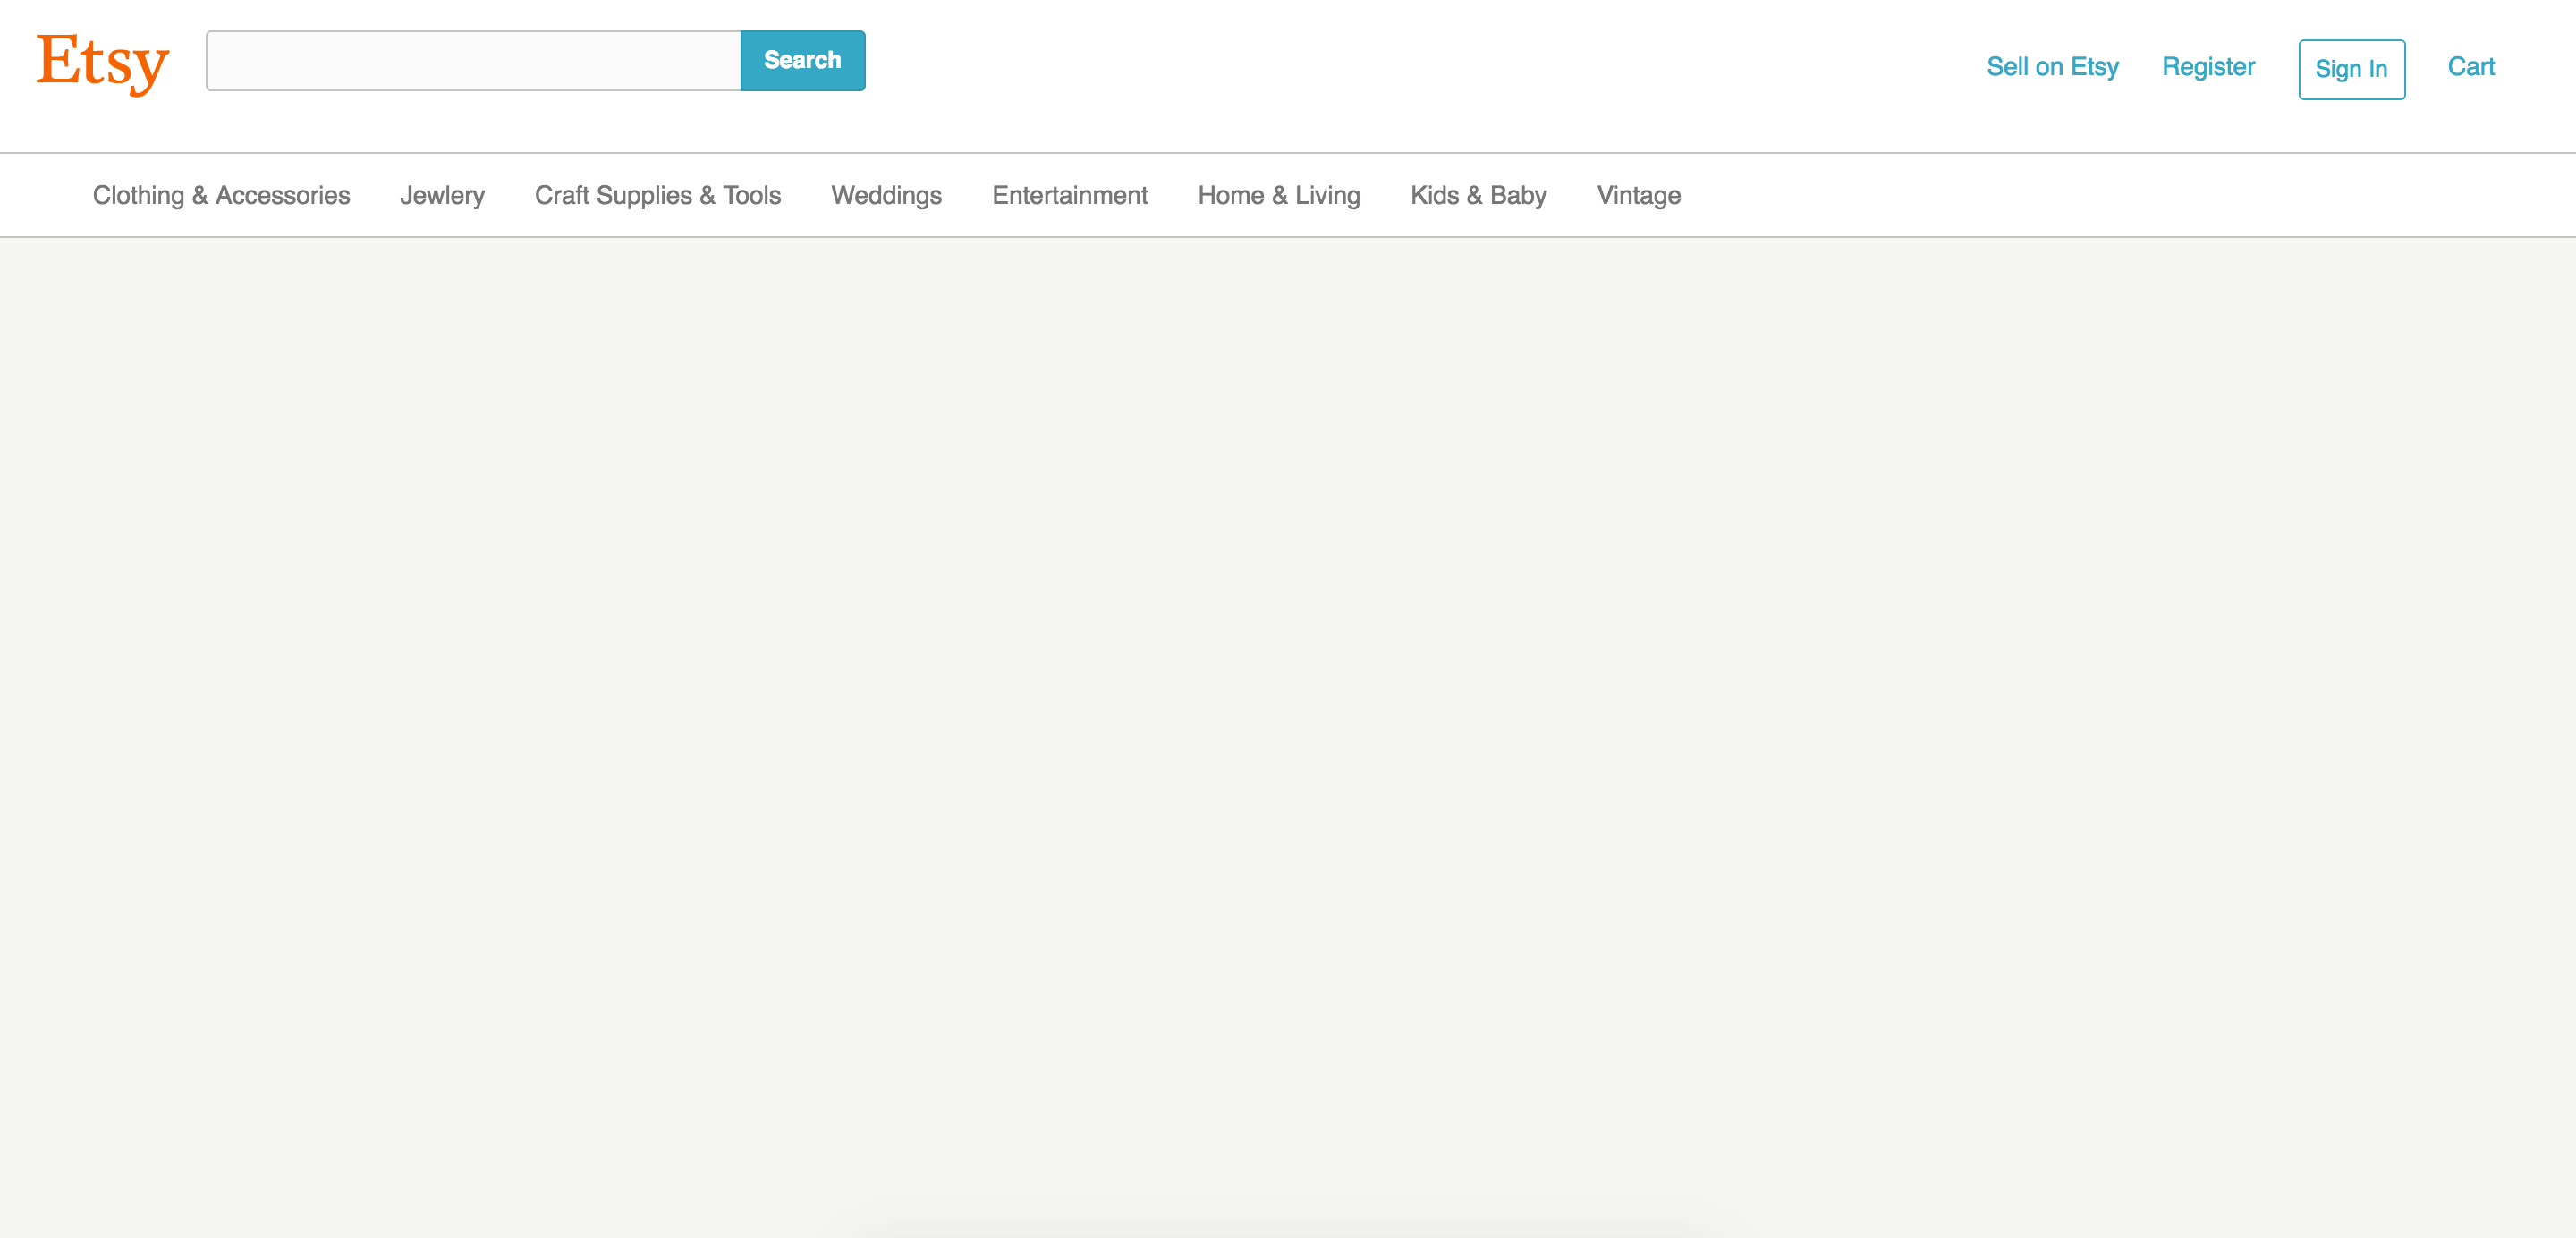 Etsy Search Sell on Etsy Register Sign In Cart
Clothing & Accessories Jewlery Craft Supplies & Tools Weddings Entertainment Home & Living Kids & Baby Vintage